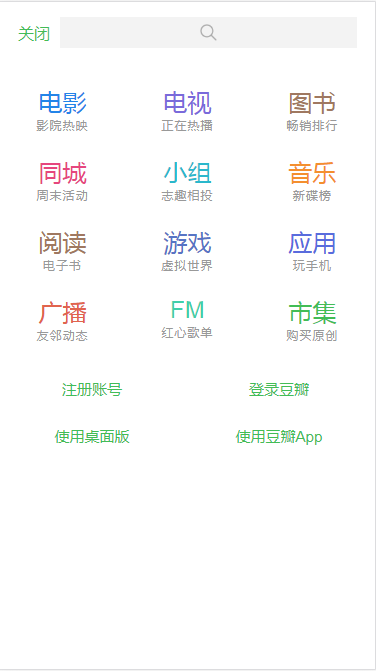 关闭
电影 电视 图书
影院热映 正在热播 畅销排行
同城 小组 音乐
周末活动 志趣相投 新碟榜
阅读 游戏 应用
电子书 虚拟世界 玩手机
广播 FM 市集
友邻动态 红心歌单 购买原创
注册账号 登录豆瓣
使用桌面版 使用豆瓣App